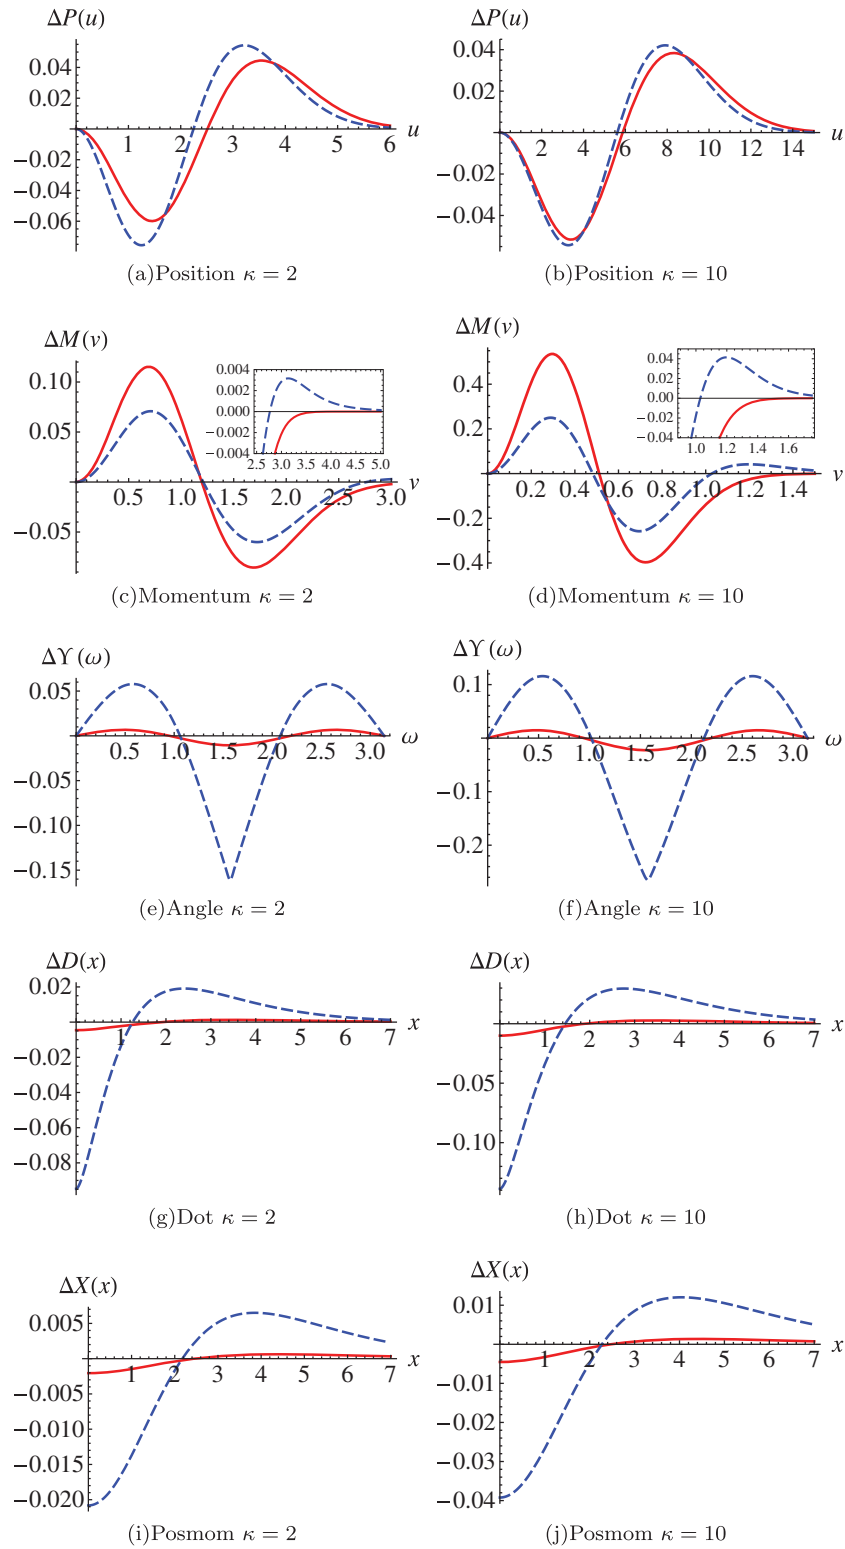 ΔP(u)
0.04
0.02
−0.02
−0.04
−0.06
1 2 3 4 5 6 u
(a)Position κ = 2
ΔP(u)
0.04
0.02
−0.02
−0.04
2 4 6 8 10 12 14 u
(b)Position κ = 10
ΔM(v)
0.10
0.05
−0.05
0.5 1.0 1.5 2.0 2.5 3.0 v
0.004
0.002
0.000
−0.002
−0.004
2.5 3.0 3.5 4.0 4.5 5.0
(c)Momentum κ = 2
ΔM(v)
0.4
0.2
−0.2
−0.4
0.2 0.4 0.6 0.8 1.0 1.2 1.4 v
0.04
0.02
0.00
−0.02
−0.04
1.0 1.2 1.4 1.6
(d)Momentum κ = 10
ΔΥ(ω)
0.05
−0.05
−0.10
−0.15
0.5 1.0 1.5 2.0 2.5 3.0 ω
(e)Angle κ = 2
ΔΥ(ω)
0.1
−0.1
−0.2
0.5 1.0 1.5 2.0 2.5 3.0 ω
(f)Angle κ = 10
ΔD(x)
0.02
−0.02
−0.04
−0.06
−0.08
1 2 3 4 5 6 7 x
(g)Dot κ = 2
ΔD(x)
−0.05
−0.10
1 2 3 4 5 6 7 x
(h)Dot κ = 10
ΔX(x)
0.005
−0.005
−0.010
−0.015
−0.020
1 2 3 4 5 6 7 x
(i)Posmom κ = 2
ΔX(x)
0.01
−0.01
−0.02
−0.03
−0.04
1 2 3 4 5 6 7 x
(j)Posmom κ = 10